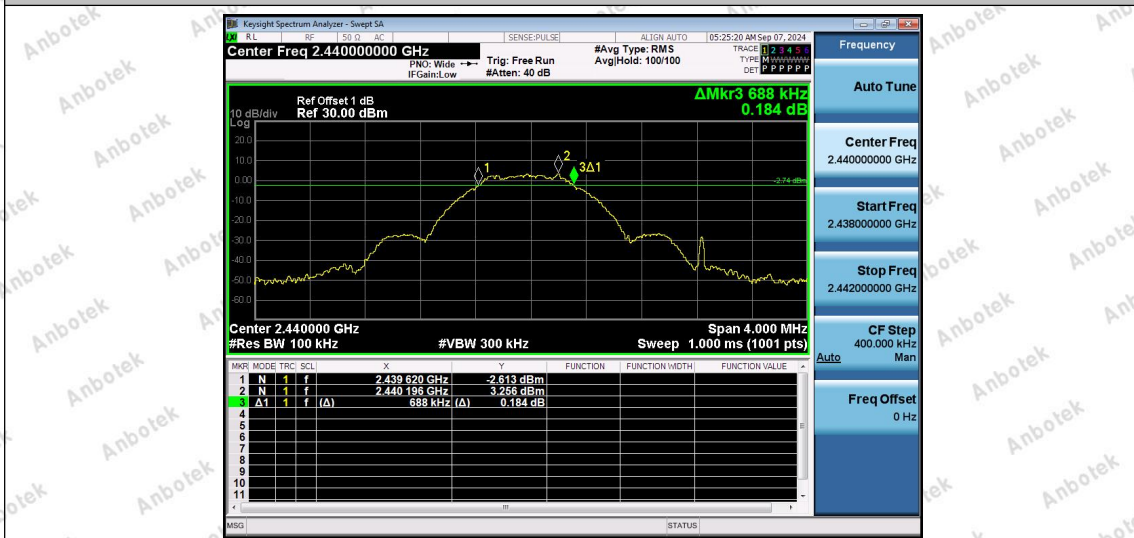 Keysight Spectrum Analyzer - Swept SA
LXI RL RF 50 Ω AC SENSE:PULSE ALIGN AUTO 05:25:20 AM Sep 07, 2024
Center Freq 2.440000000 GHz
PNO: Wide
IFGain:Low
Trig: Free Run
#Atten: 40 dB
#Avg Type: RMS
Avg|Hold: 100/100
TRACE 1 2 3 4 5 6
TYPE M
DET P P P P P P
ΔMkr3 688 kHz
0.184 dB
Ref Offset 1 dB
10 dB/div Ref 30.00 dBm
Log
20.0
10.0
0.00
-10.0
-20.0
-30.0
-40.0
-50.0
-60.0
1
2
3Δ1
-2.74 dBm
Center 2.440000 GHz Span 4.000 MHz
#Res BW 100 kHz #VBW 300 kHz Sweep 1.000 ms (1001 pts)
MKR MODE TRC SCL X Y FUNCTION FUNCTION WIDTH FUNCTION VALUE
1 N 1 f 2.439 620 GHz -2.613 dBm
2 N 1 f 2.440 196 GHz 3.256 dBm
3 Δ1 1 f (Δ) 688 kHz (Δ) 0.184 dB
4
5
6
7
8
9
10
11
MSG STATUS
Frequency
Auto Tune
Center Freq
2.440000000 GHz
Start Freq
2.438000000 GHz
Stop Freq
2.442000000 GHz
CF Step
400.000 kHz
Auto Man
Freq Offset
0 Hz
Anbotek